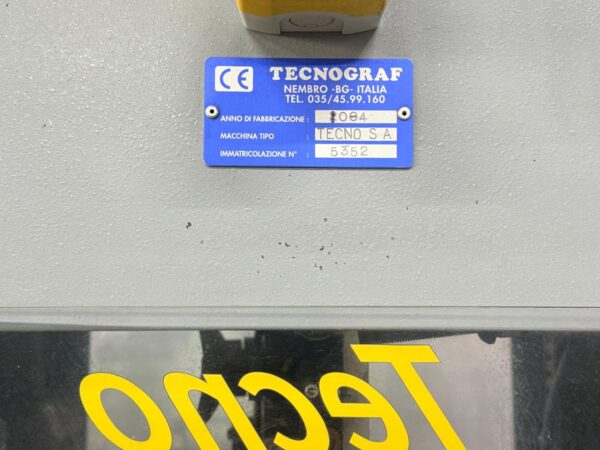 CE
TECNOGRAF
NEMBRO -BG- ITALIA
TEL. 035/45.99.160
ANNO DI FABBRICAZIONE : 2004
MACCHINA TIPO : TECNO S A
IMMATRICOLAZIONE N° : 5352
Tecno